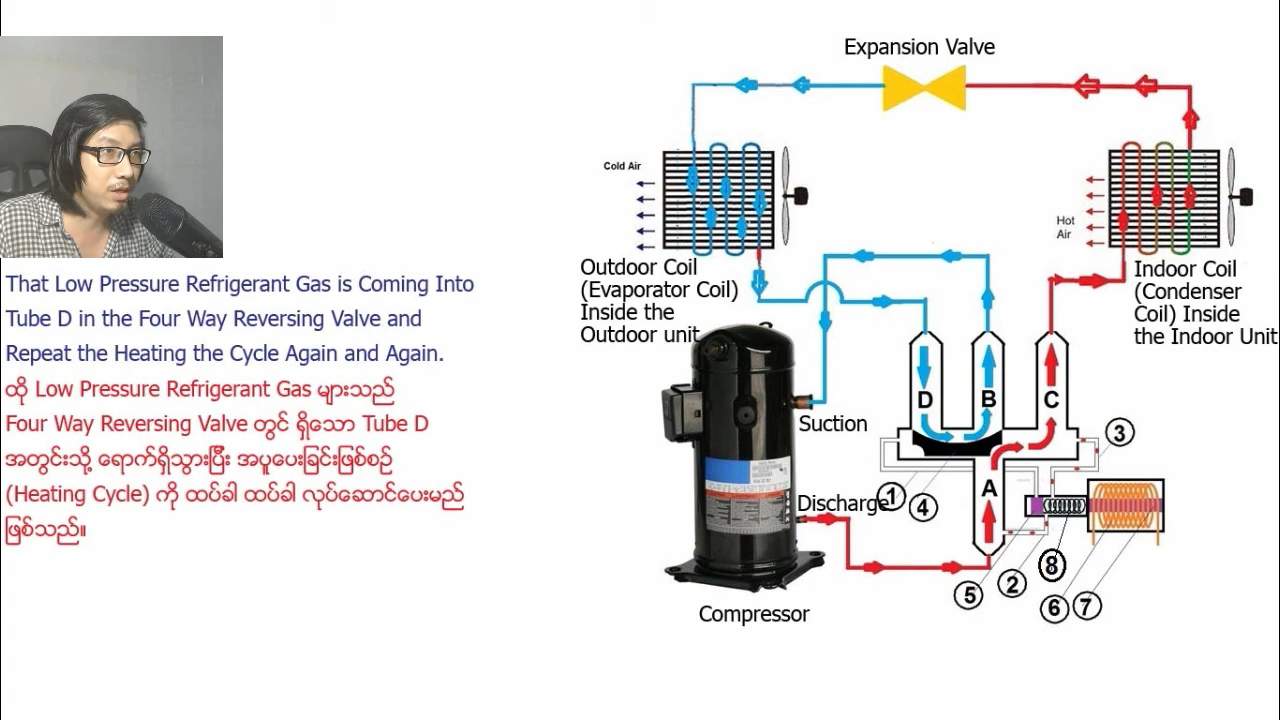 Expansion Valve
Cold Air
Hot
Air
Outdoor Coil
(Evaporator Coil)
Inside the
Outdoor unit
Indoor Coil
(Condenser
Coil) Inside
the Indoor Unit
That Low Pressure Refrigerant Gas is Coming Into
Tube D in the Four Way Reversing Valve and
Repeat the Heating the Cycle Again and Again.
ထို Low Pressure Refrigerant Gas များသည်
Four Way Reversing Valve တွင် ရှိသော Tube D
အတွင်းသို့ ရောက်ရှိသွားပြီး အပူပေးခြင်းဖြစ်စဉ်
(Heating Cycle) ကို ထပ်ခါ ထပ်ခါ လုပ်ဆောင်ပေးမည်
ဖြစ်သည်။
D
B
C
A
Suction
Discharge
Compressor
3
1
4
5
2
8
6
7